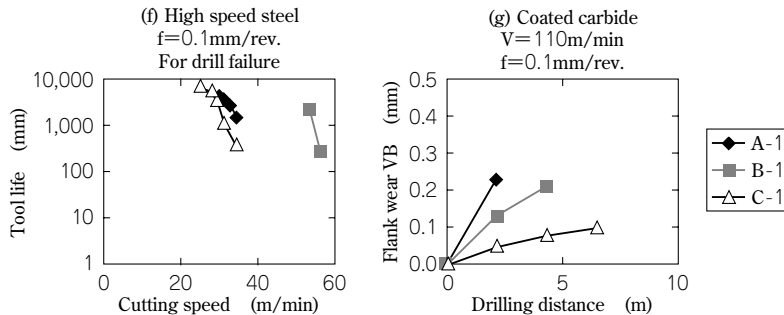 (f) High speed steel
f=0.1mm/rev.
For drill failure
10,000
1,000
100
10
1
0
20
40
60
Tool life (mm)
Cutting speed (m/min)
(g) Coated carbide
V=110m/min
f=0.1mm/rev.
0.5
0.4
0.3
0.2
0.1
0.0
0
5
10
Flank wear VB (mm)
Drilling distance (m)
A-1
B-1
C-1